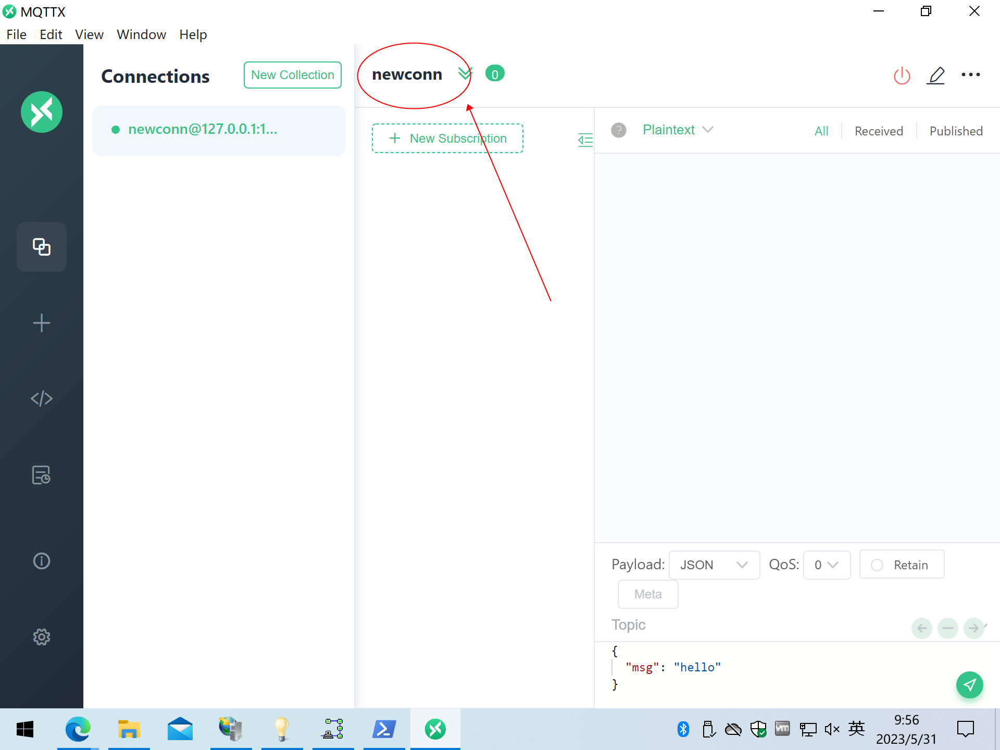 MQTTX
File Edit View Window Help
Connections
New Collection
newconn@127.0.0.1:1...
newconn
0
New Subscription
Plaintext
All
Received
Published
Payload:
JSON
QoS:
0
Retain
Meta
Topic
{
"msg": "hello"
}
英
9:56
2023/5/31